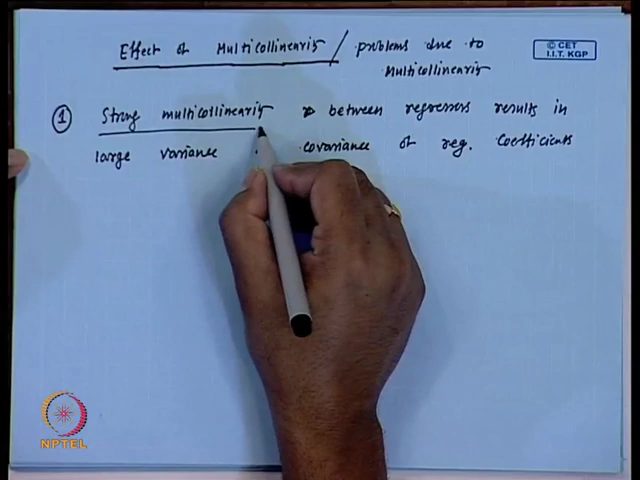 Effect of Multicollinearity / problems due to
Multicollinearity
© CET
I.I.T. KGP
① Strong multicollinearity between regressors results in
large variance covariance of reg. coefficients
NPTEL